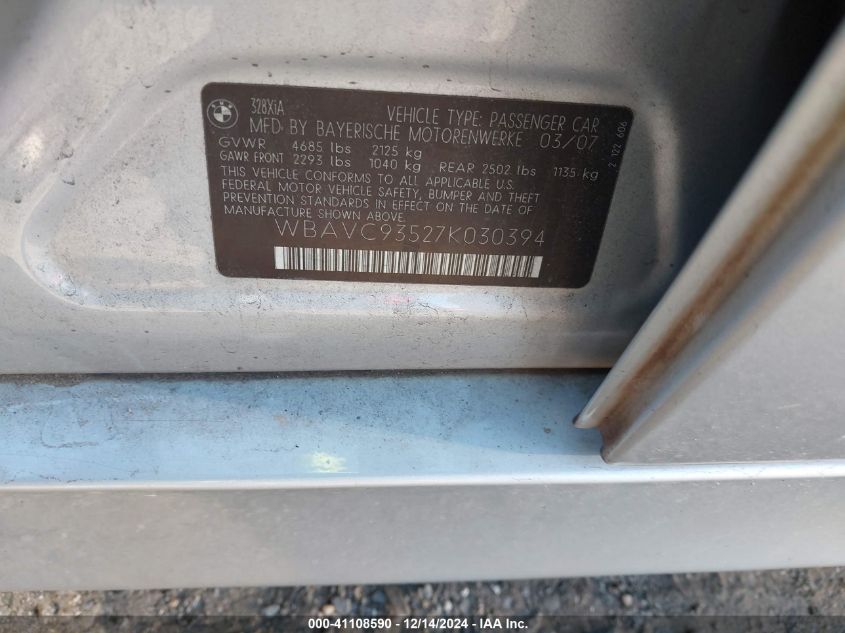 328XiA
VEHICLE TYPE: PASSENGER CAR
MFD BY BAYERISCHE MOTORENWERKE 03/07
GVWR 4685 lbs 2125 kg
GAWR FRONT 2293 lbs 1040 kg REAR 2502 lbs 1135 kg
THIS VEHICLE CONFORMS TO ALL APPLICABLE U.S.
FEDERAL MOTOR VEHICLE SAFETY, BUMPER AND THEFT
PREVENTION STANDARDS IN EFFECT ON THE DATE OF
MANUFACTURE SHOWN ABOVE.
WBAVC93527K030394
2 122 606
000-41108590 - 12/14/2024 - IAA Inc.